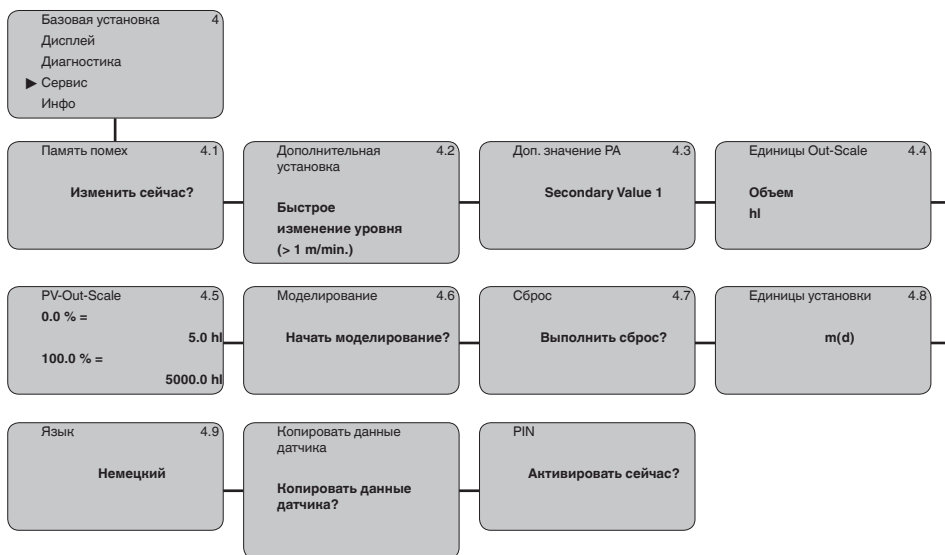 Базовая установка 4
Дисплей
Диагностика
▶ Сервис
Инфо
Память помех 4.1
Изменить сейчас?
Дополнительная 4.2
установка
Быстрое
изменение уровня
(> 1 m/min.)
Доп. значение PA 4.3
Secondary Value 1
Единицы Out-Scale 4.4
Объем
hl
PV-Out-Scale 4.5
0.0 % =
5.0 hl
100.0 % =
5000.0 hl
Моделирование 4.6
Начать моделирование?
Сброс 4.7
Выполнить сброс?
Единицы установки 4.8
m(d)
Язык 4.9
Немецкий
Копировать данные
датчика
Копировать данные
датчика?
PIN
Активировать сейчас?